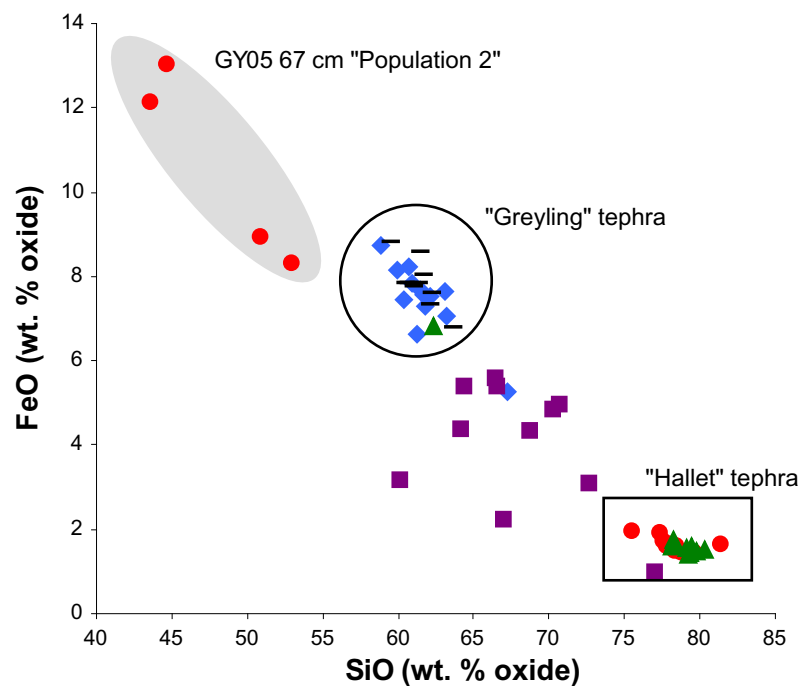 14
12
10
8
6
4
2
0
FeO (wt. % oxide)
GY05 67 cm "Population 2"
"Greyling" tephra
"Hallet" tephra
40 45 50 55 60 65 70 75 80 85
SiO (wt. % oxide)